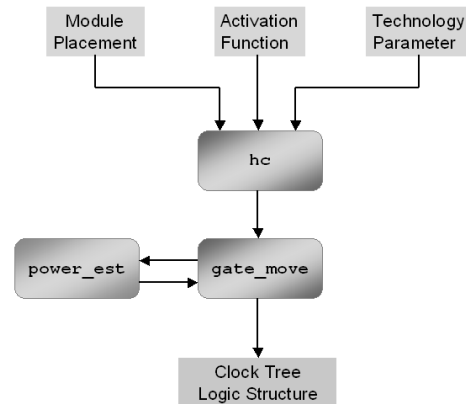 Module
Placement
Activation
Function
Technology
Parameter
hc
power_est
gate_move
Clock Tree
Logic Structure